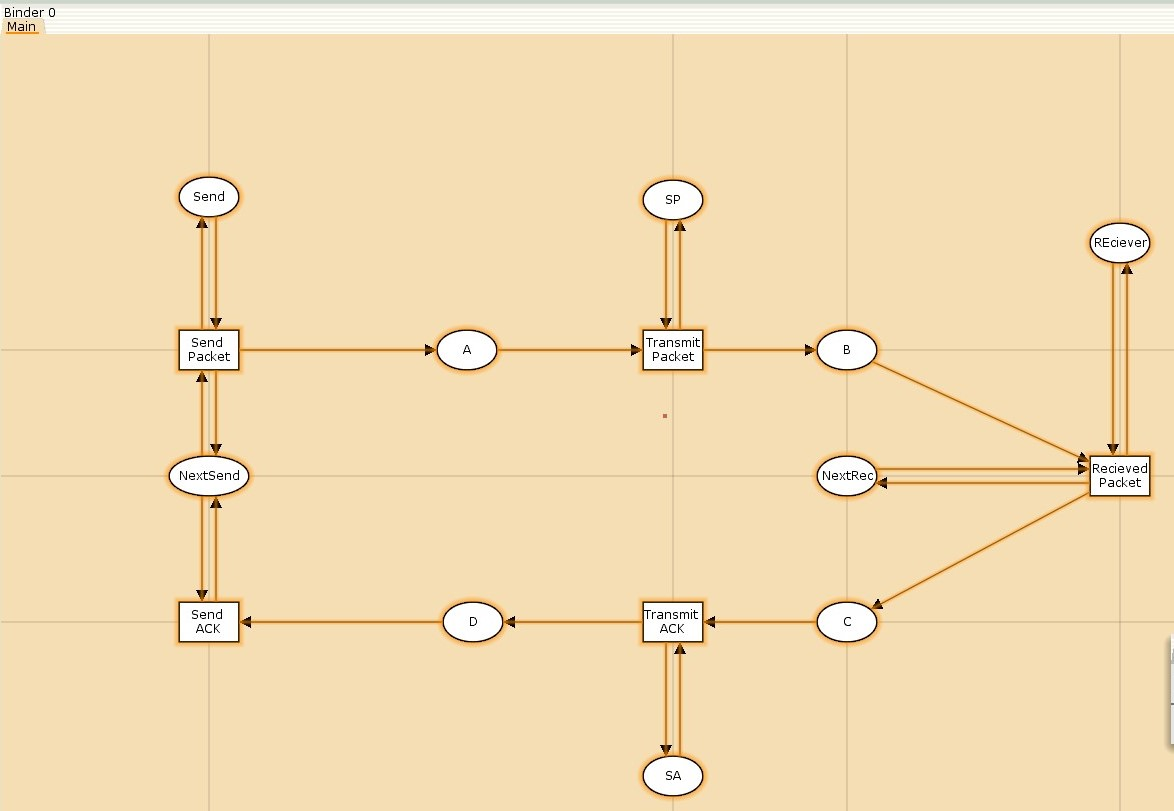 Binder 0
Main
Send
SP
REciever
Send
Packet
A
Transmit
Packet
B
NextSend
NextRec
Recieved
Packet
Send
ACK
D
Transmit
ACK
C
SA